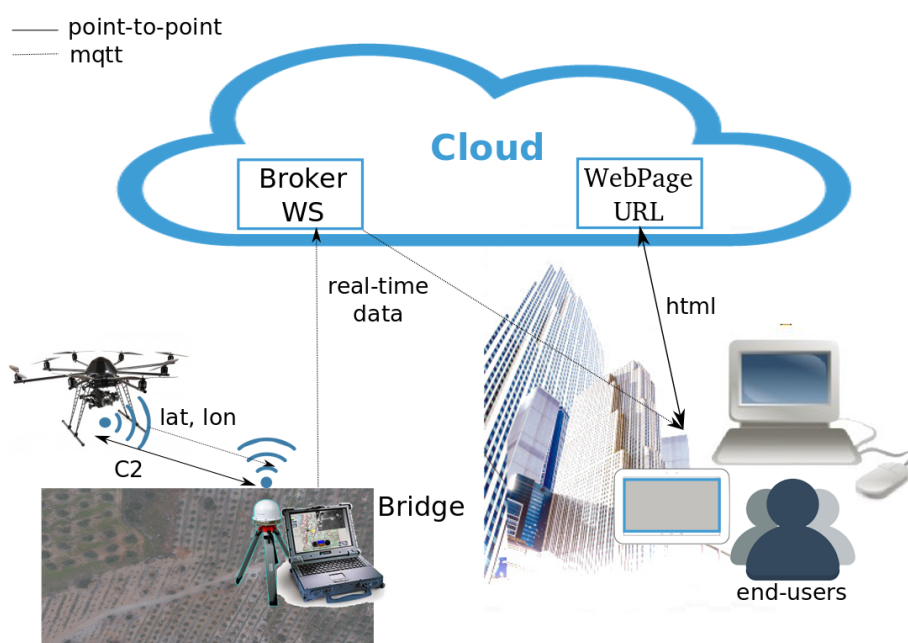 point-to-point
mqtt
Cloud
Broker
WS
WebPage
URL
real-time
data
html
lat, lon
C2
Bridge
end-users